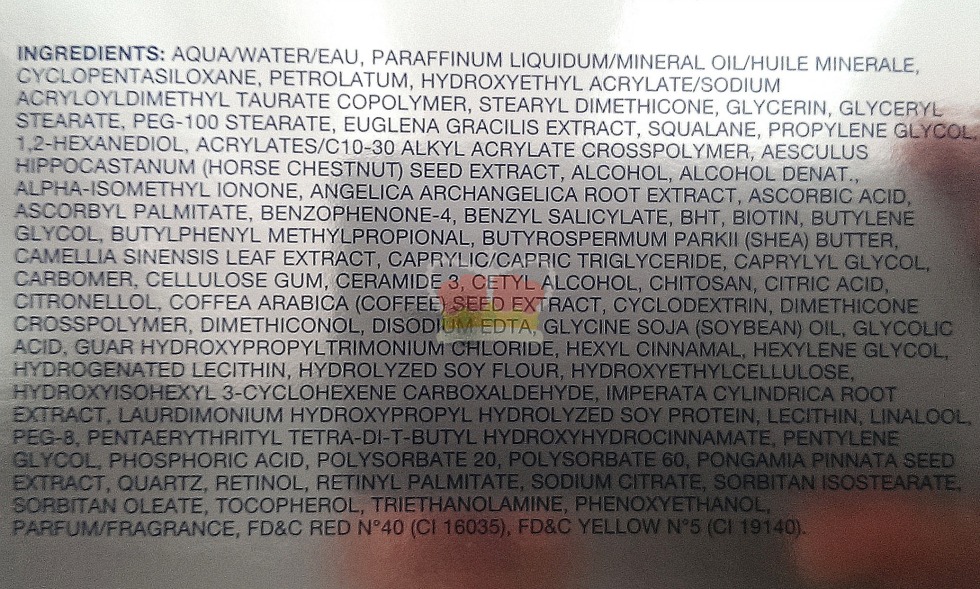 INGREDIENTS: AQUA/WATER/EAU, PARAFFINUM LIQUIDUM/MINERAL OIL/HUILE MINERALE,
CYCLOPENTASILOXANE, PETROLATUM, HYDROXYETHYL ACRYLATE/SODIUM
ACRYLOYLDIMETHYL TAURATE COPOLYMER, STEARYL DIMETHICONE, GLYCERIN, GLYCERYL
STEARATE, PEG-100 STEARATE, EUGLENA GRACILIS EXTRACT, SQUALANE, PROPYLENE GLYCOL,
1,2-HEXANEDIOL, ACRYLATES/C10-30 ALKYL ACRYLATE CROSSPOLYMER, AESCULUS
HIPPOCASTANUM (HORSE CHESTNUT) SEED EXTRACT, ALCOHOL, ALCOHOL DENAT.,
ALPHA-ISOMETHYL IONONE, ANGELICA ARCHANGELICA ROOT EXTRACT, ASCORBIC ACID,
ASCORBYL PALMITATE, BENZOPHENONE-4, BENZYL SALICYLATE, BHT, BIOTIN, BUTYLENE
GLYCOL, BUTYLPHENYL METHYLPROPIONAL, BUTYROSPERMUM PARKII (SHEA) BUTTER,
CAMELLIA SINENSIS LEAF EXTRACT, CAPRYLIC/CAPRIC TRIGLYCERIDE, CAPRYLYL GLYCOL,
CARBOMER, CELLULOSE GUM, CERAMIDE 3, CETYL ALCOHOL, CHITOSAN, CITRIC ACID,
CITRONELLOL, COFFEA ARABICA (COFFEE) SEED EXTRACT, CYCLODEXTRIN, DIMETHICONE
CROSSPOLYMER, DIMETHICONOL, DISODIUM EDTA, GLYCINE SOJA (SOYBEAN) OIL, GLYCOLIC
ACID, GUAR HYDROXYPROPYLTRIMONIUM CHLORIDE, HEXYL CINNAMAL, HEXYLENE GLYCOL,
HYDROGENATED LECITHIN, HYDROLYZED SOY FLOUR, HYDROXYETHYLCELLULOSE,
HYDROXYISOHEXYL 3-CYCLOHEXENE CARBOXALDEHYDE, IMPERATA CYLINDRICA ROOT
EXTRACT, LAURDIMONIUM HYDROXYPROPYL HYDROLYZED SOY PROTEIN, LECITHIN, LINALOOL,
PEG-8, PENTAERYTHRITYL TETRA-DI-T-BUTYL HYDROXYHYDROCINNAMATE, PENTYLENE
GLYCOL, PHOSPHORIC ACID, POLYSORBATE 20, POLYSORBATE 60, PONGAMIA PINNATA SEED
EXTRACT, QUARTZ, RETINOL, RETINYL PALMITATE, SODIUM CITRATE, SORBITAN ISOSTEARATE,
SORBITAN OLEATE, TOCOPHEROL, TRIETHANOLAMINE, PHENOXYETHANOL,
PARFUM/FRAGRANCE, FD&C RED N°40 (CI 16035), FD&C YELLOW N°5 (CI 19140).